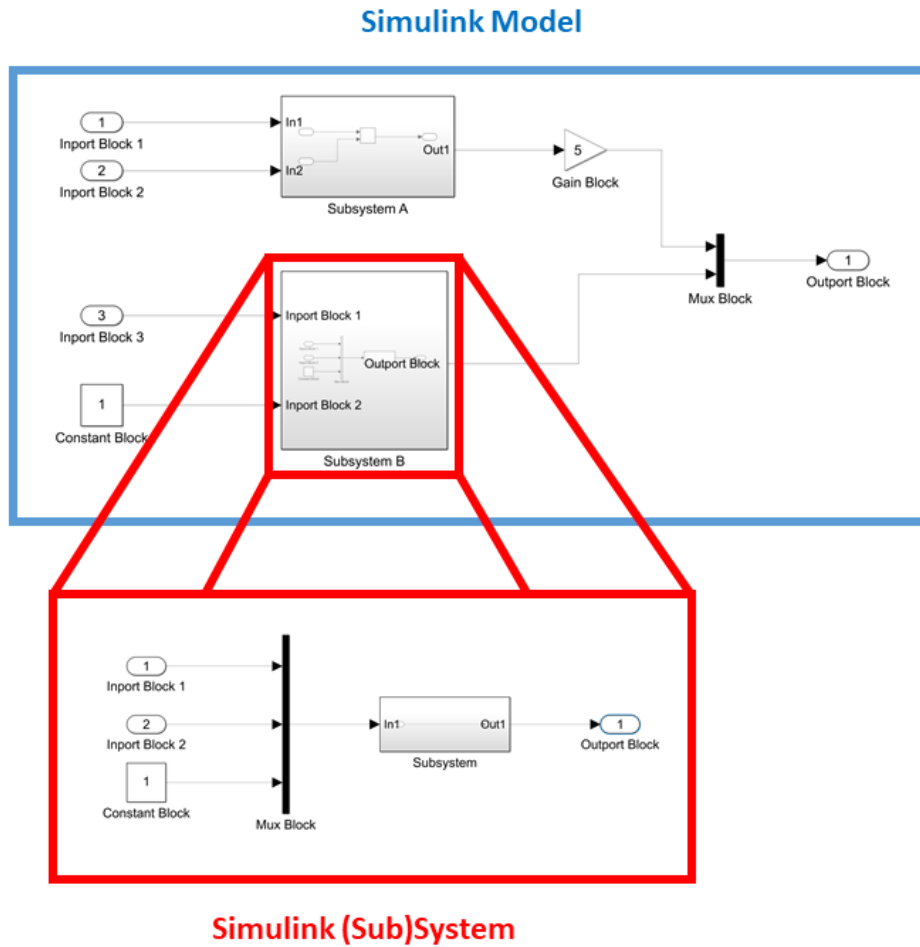 Simulink Model
1
Inport Block 1
2
Inport Block 2
In1
In2
Out1
Subsystem A
5
Gain Block
Mux Block
1
Outport Block
3
Inport Block 3
1
Constant Block
Inport Block 1
Outport Block
Inport Block 2
Subsystem B
1
Inport Block 1
2
Inport Block 2
1
Constant Block
Mux Block
In1
Out1
Subsystem
1
Outport Block
Simulink (Sub)System